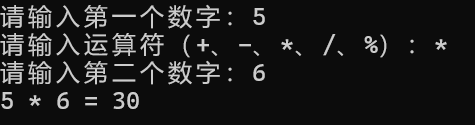 请输入第一个数字：5
请输入运算符（+、-、*、/、%）：*
请输入第二个数字：6
5 * 6 = 30